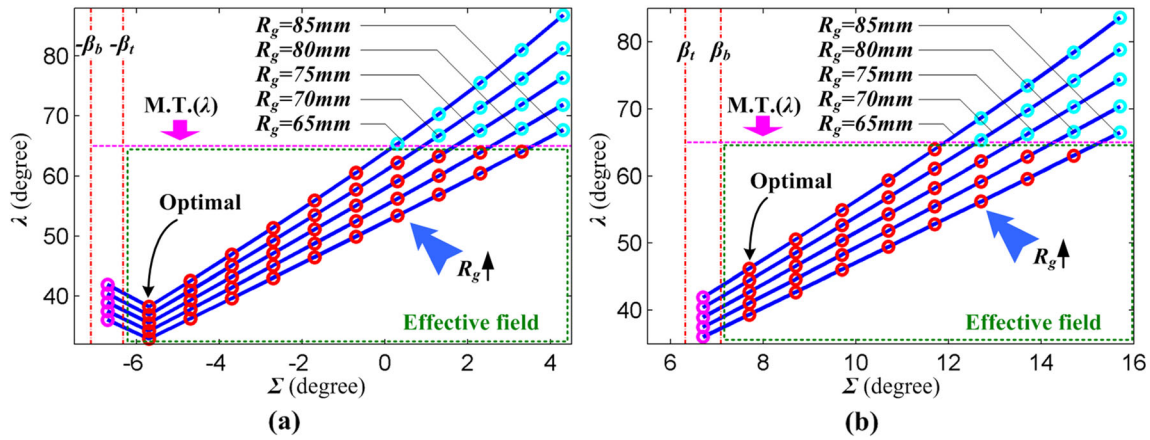 -βb -βt
Rg=85mm
Rg=80mm
Rg=75mm
Rg=70mm
Rg=65mm
M.T.(λ)
Optimal
Rg
Effective field
80
70
60
50
40
λ (degree)
-6 -4 -2 0 2 4
Σ (degree)
(a)
βt βb
Rg=85mm
Rg=80mm
Rg=75mm
Rg=70mm
Rg=65mm
M.T.(λ)
Optimal
Rg
Effective field
80
70
60
50
40
λ (degree)
6 8 10 12 14 16
Σ (degree)
(b)